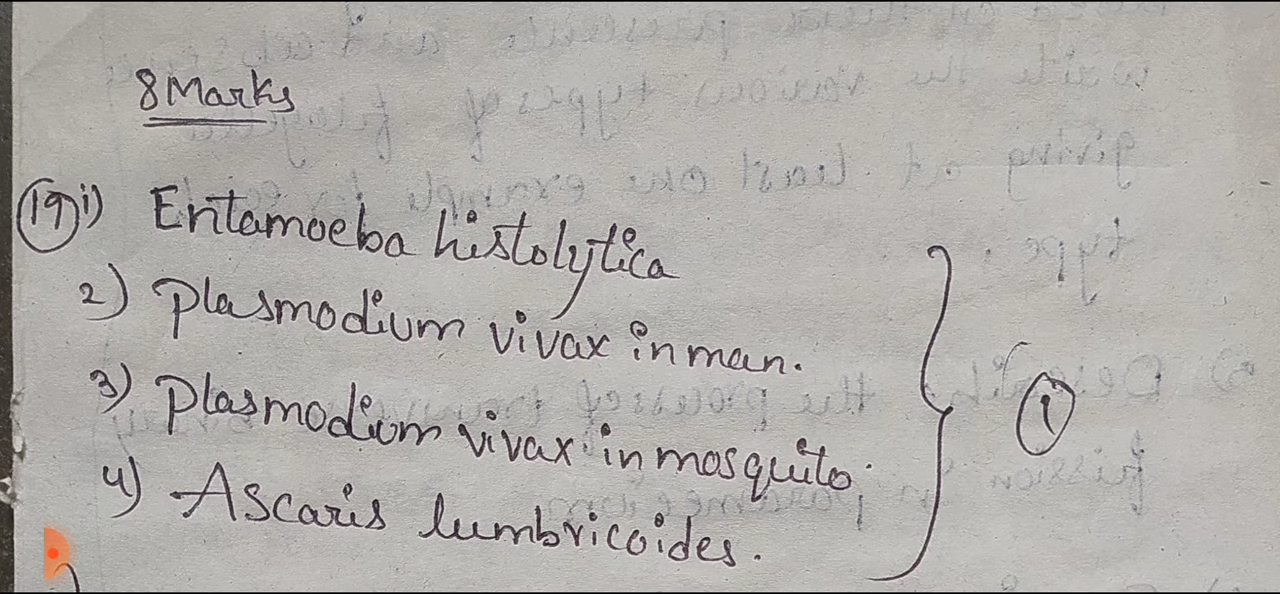 8 Marks
19 i) Entamoeba histolytica
2) Plasmodium vivax in man.
3) Plasmodium vivax in mosquito.
4) Ascaris lumbricoides.
1